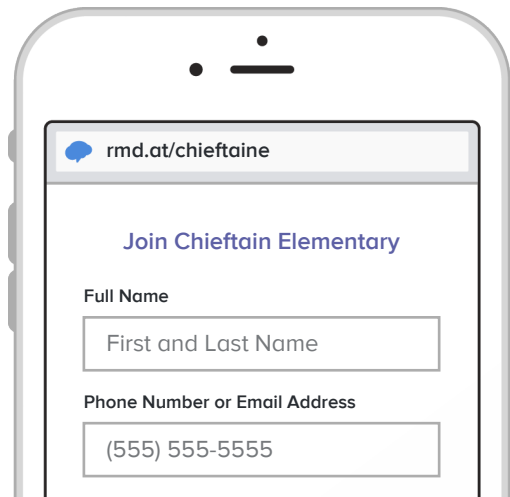 rmd.at/chieftaine
Join Chieftain Elementary
Full Name
First and Last Name
Phone Number or Email Address
(555) 555-5555